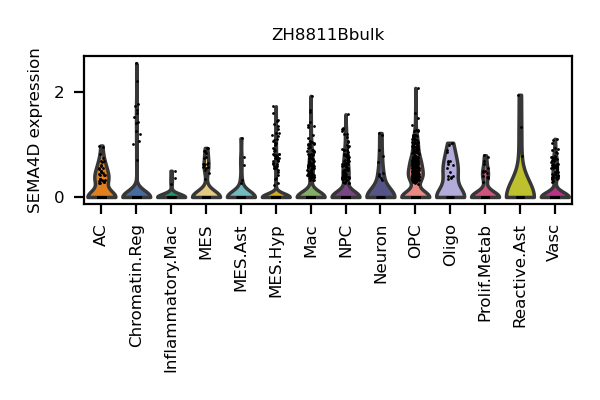 ZH8811Bbulk
SEMA4D expression
2
0
AC
Chromatin.Reg
Inflammatory.Mac
MES
MES.Ast
MES.Hyp
Mac
NPC
Neuron
OPC
Oligo
Prolif.Metab
Reactive.Ast
Vasc